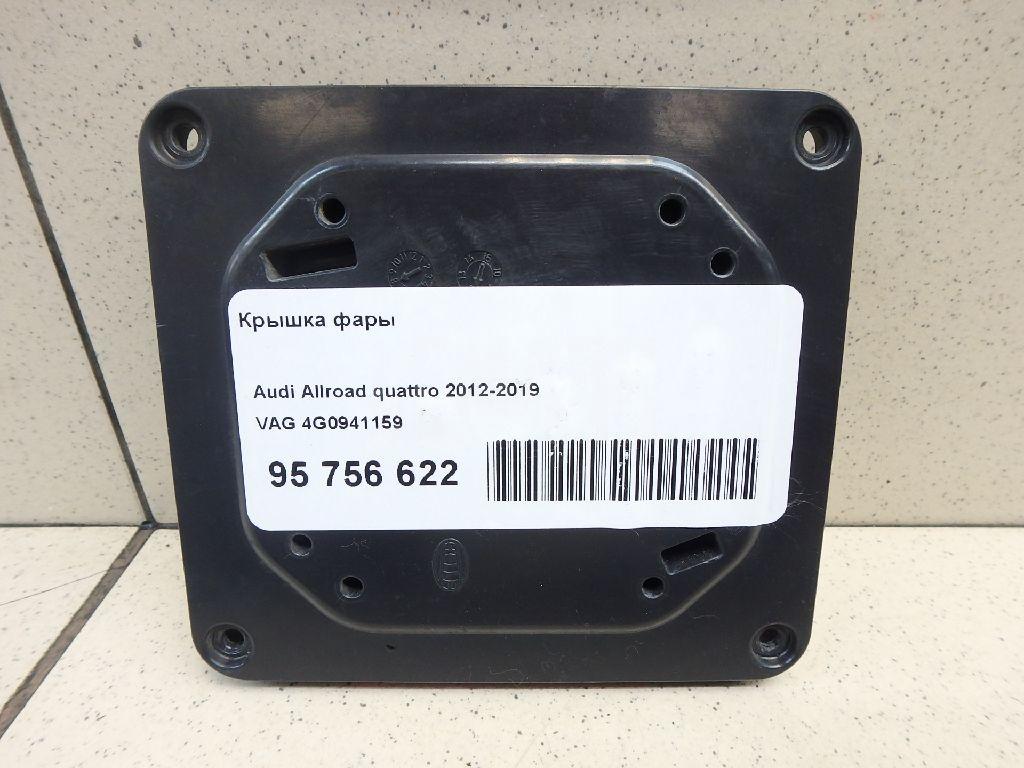 Крышка фары
Audi Allroad quattro 2012-2019
VAG 4G0941159
95 756 622